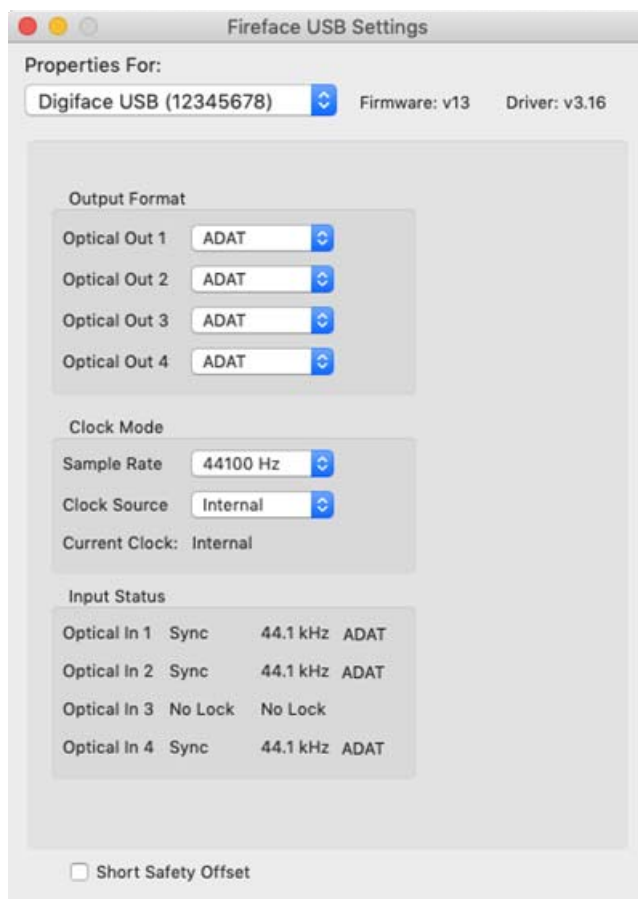 Fireface USB Settings
Properties For:
Digiface USB (12345678) Firmware: v13 Driver: v3.16
Output Format
Optical Out 1 ADAT
Optical Out 2 ADAT
Optical Out 3 ADAT
Optical Out 4 ADAT
Clock Mode
Sample Rate 44100 Hz
Clock Source Internal
Current Clock: Internal
Input Status
Optical In 1 Sync 44.1 kHz ADAT
Optical In 2 Sync 44.1 kHz ADAT
Optical In 3 No Lock No Lock
Optical In 4 Sync 44.1 kHz ADAT
Short Safety Offset